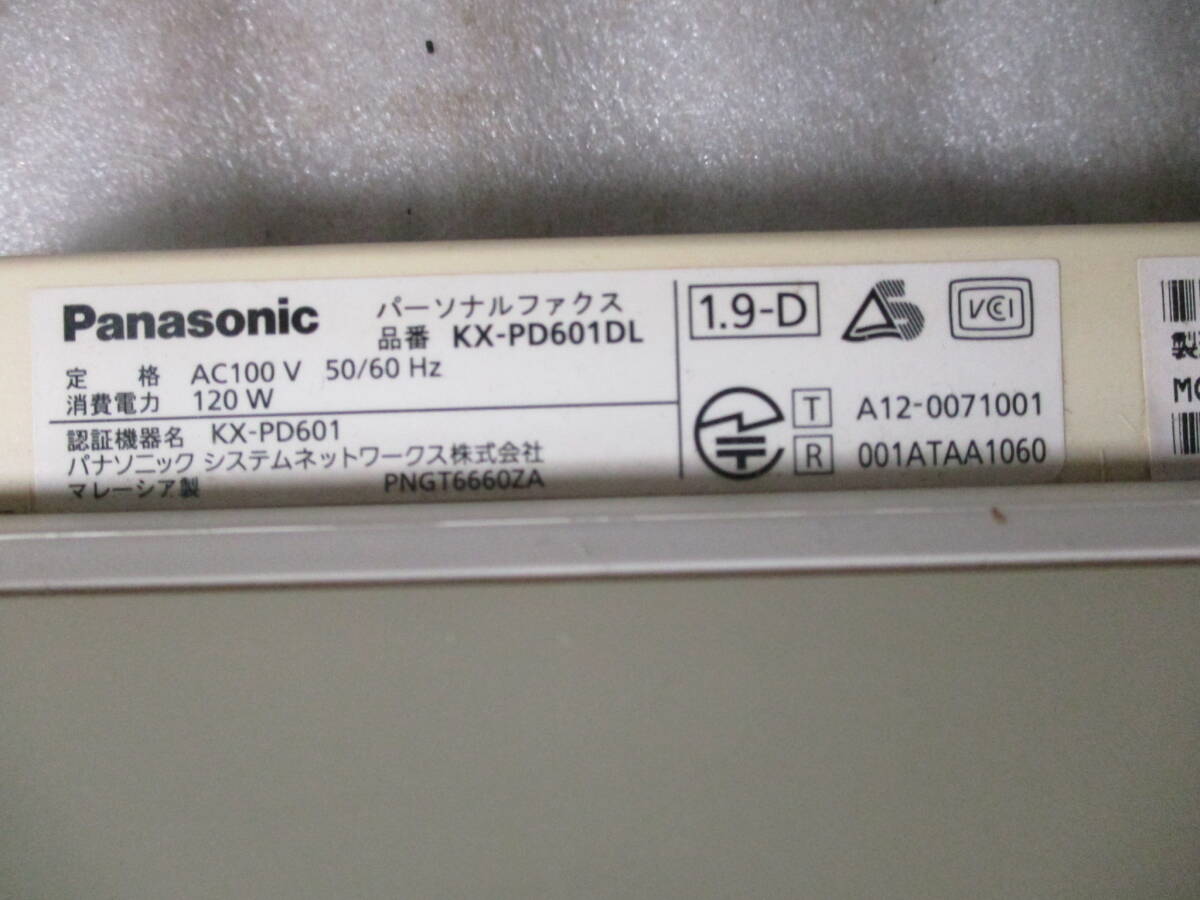 Panasonic パーソナルファクス
品番 KX-PD601DL
定格 AC100 V 50/60 Hz
消費電力 120 W
認証機器名 KX-PD601
パナソニック システムネットワークス株式会社
マレーシア製 PNGT6660ZA
1.9-D
VCI
T A12-0071001
R 001ATAA1060
製